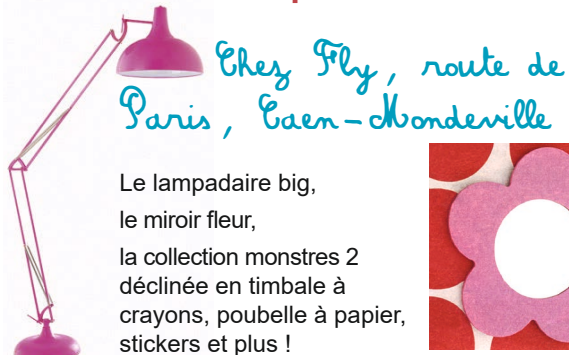 Chez Fly, route de
Paris, Caen-Mondeville
Le lampadaire big,
le miroir fleur,
la collection monstres 2
déclinée en timbale à
crayons, poubelle à papier,
stickers et plus !